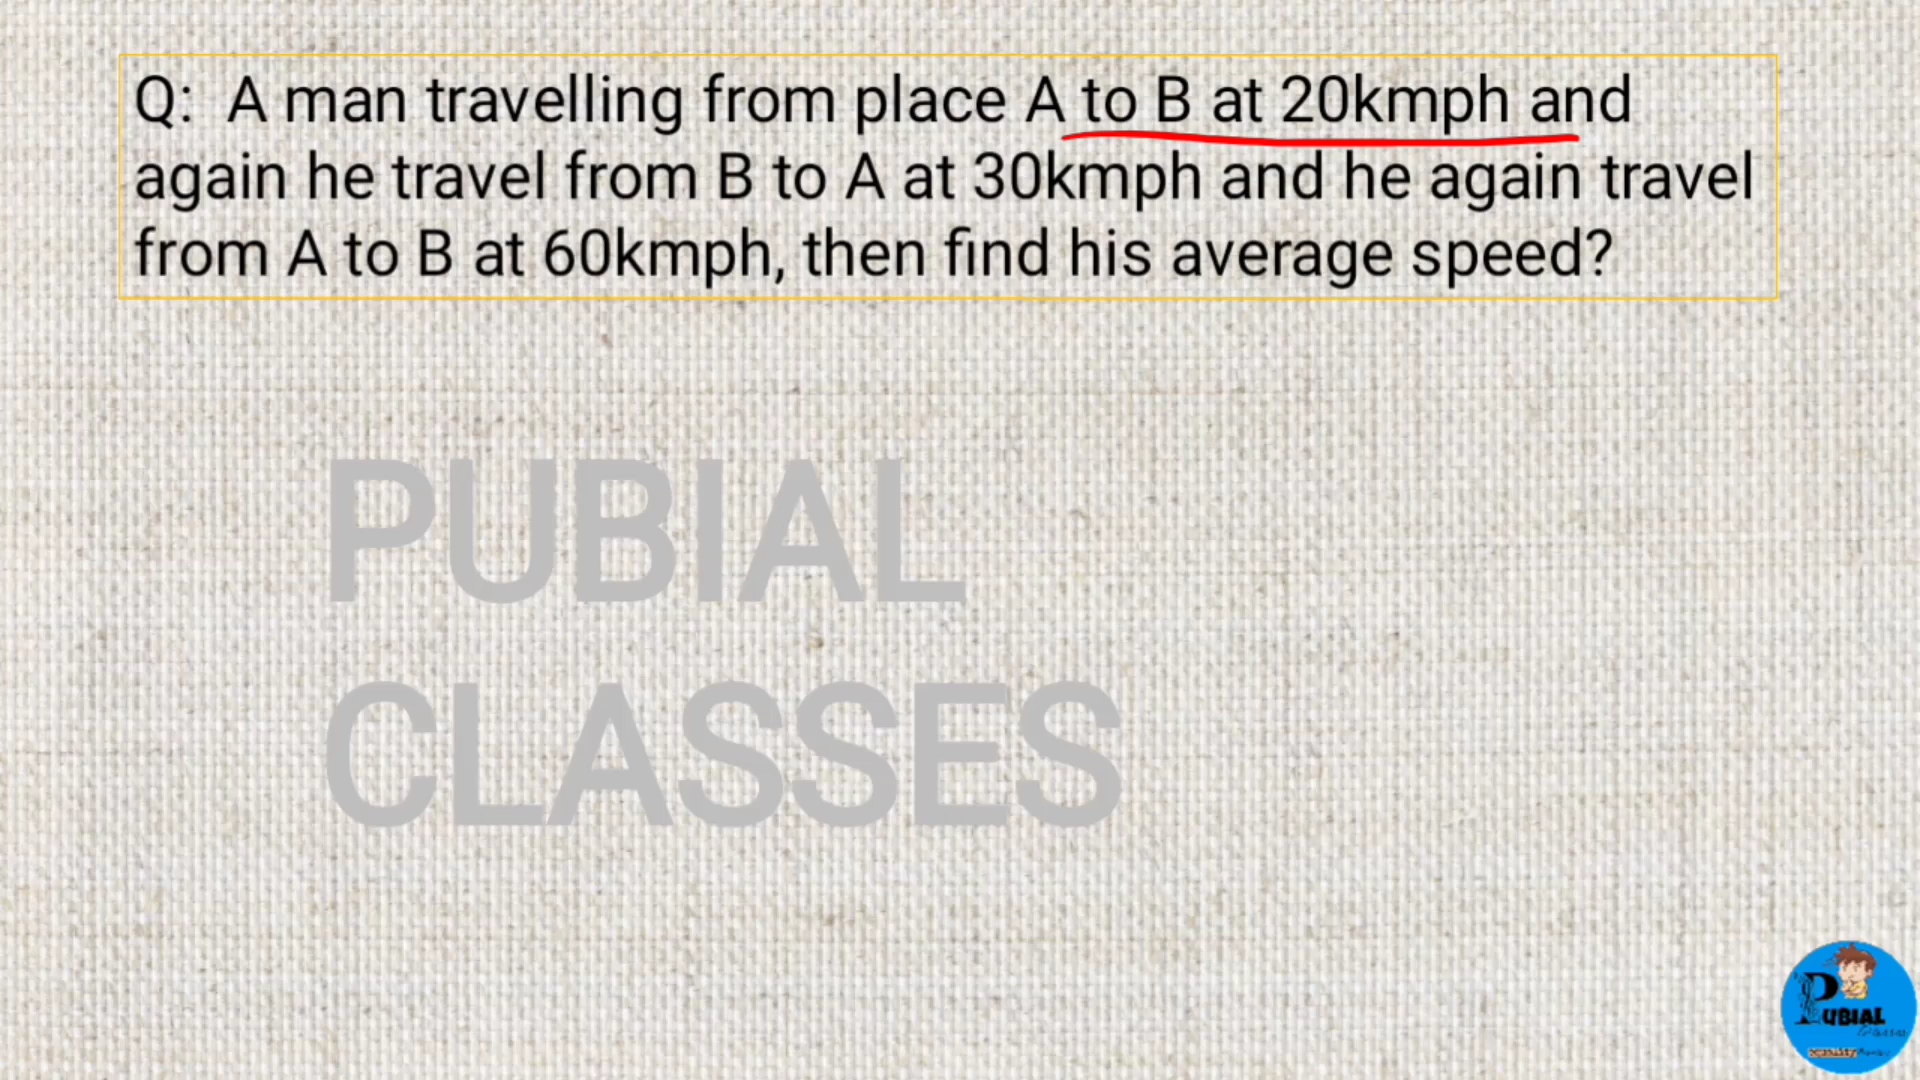 Q: A man travelling from place A to B at 20kmph and
again he travel from B to A at 30kmph and he again travel
from A to B at 60kmph, then find his average speed?
PUBIAL
CLASSES
PUBIAL